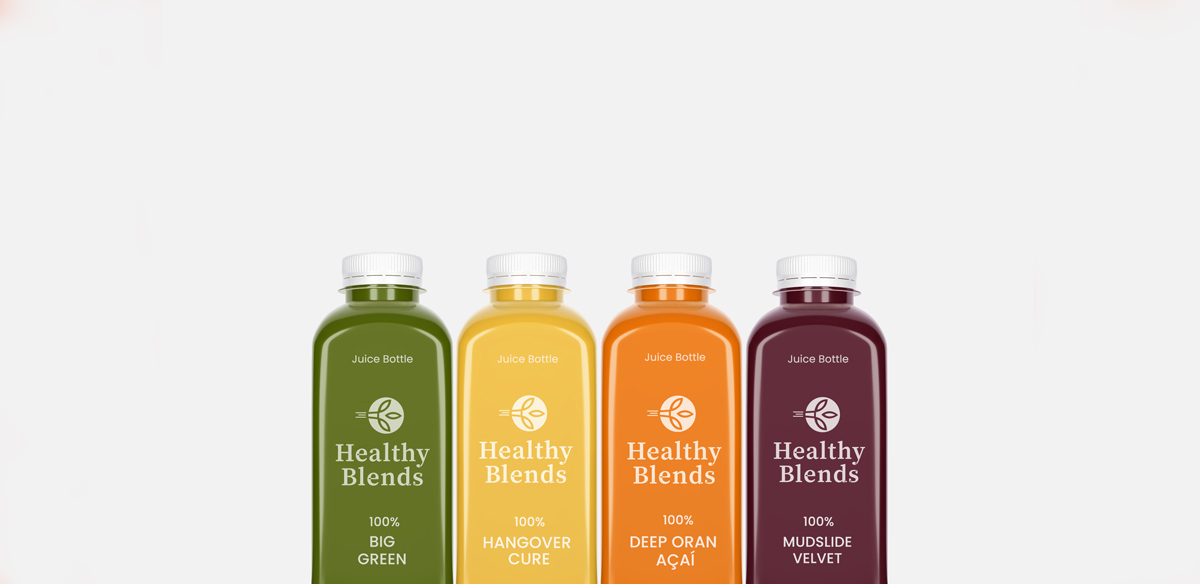 Juice Bottle
Healthy
Blends
100%
BIG
GREEN
Juice Bottle
Healthy
Blends
100%
HANGOVER
CURE
Juice Bottle
Healthy
Blends
100%
DEEP ORAN
AÇAÍ
Juice Bottle
Healthy
Blends
100%
MUDSLIDE
VELVET